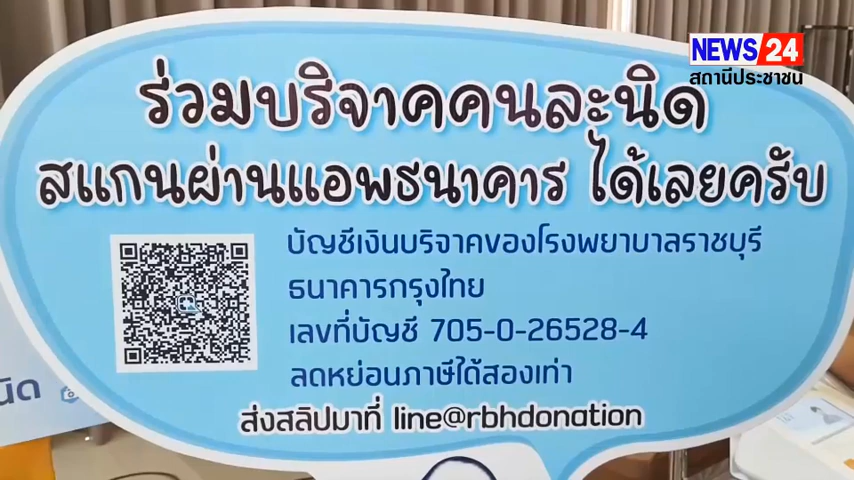 NEWS 24
สถานีประชาชน
ร่วมบริจาคคนละนิด
สแกนผ่านแอพธนาคาร ได้เลยครับ
บัญชีเงินบริจาคของโรงพยาบาลราชบุรี
ธนาคารกรุงไทย
เลขที่บัญชี 705-0-26528-4
ลดหย่อนภาษีได้สองเท่า
ส่งสลิปมาที่ line@rbhdonation
นิด